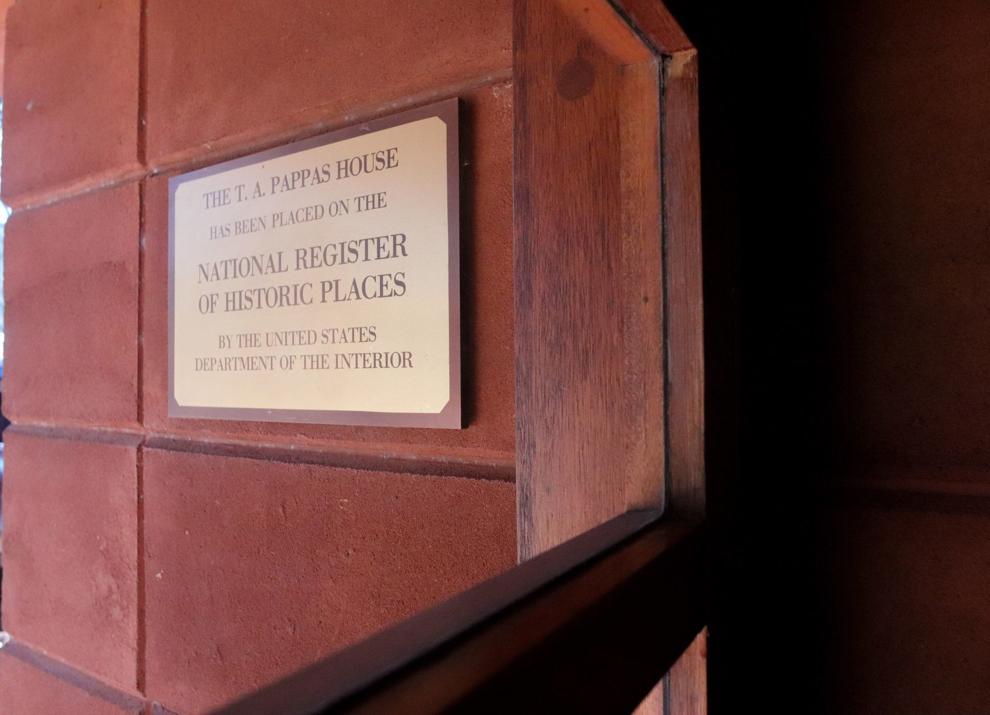 THE T. A. PAPPAS HOUSE
HAS BEEN PLACED ON THE
NATIONAL REGISTER
OF HISTORIC PLACES
BY THE UNITED STATES
DEPARTMENT OF THE INTERIOR